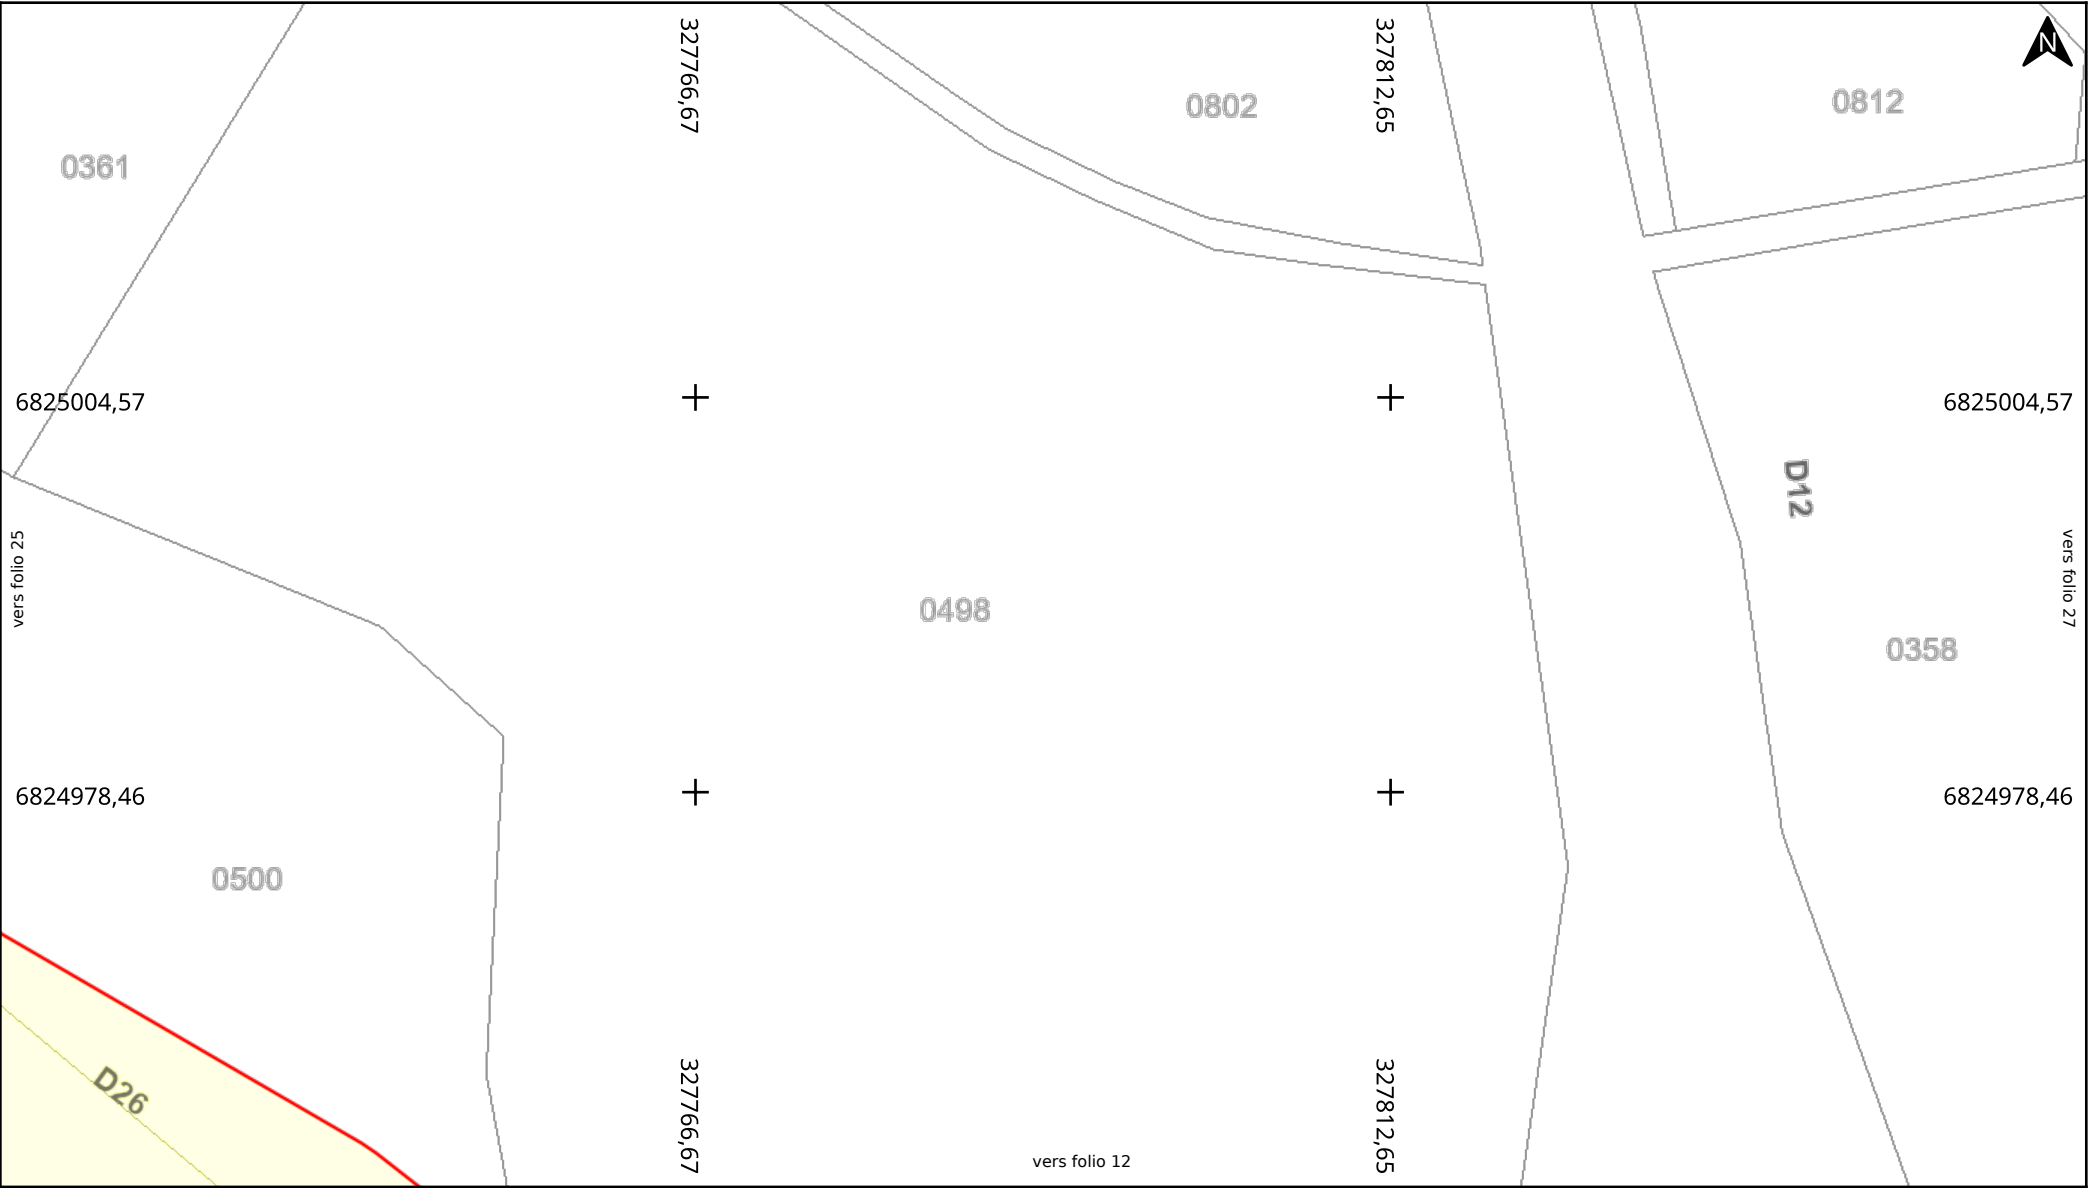 327766,67
327812,65
N
0802
0812
0361
6825004,57
6825004,57
D12
vers folio 25
vers folio 27
0498
0358
6824978,46
6824978,46
0500
D26
327766,67
327812,65
vers folio 12